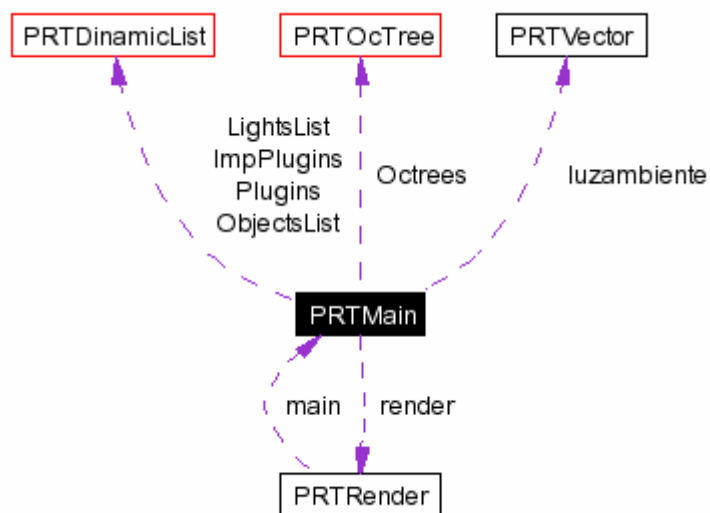 PRTDinamicList
PRTOcTree
PRTVector
LightsList
ImpPlugins
Plugins
ObjectsList
Octrees
luzambiente
PRTMain
main
render
PRTRender